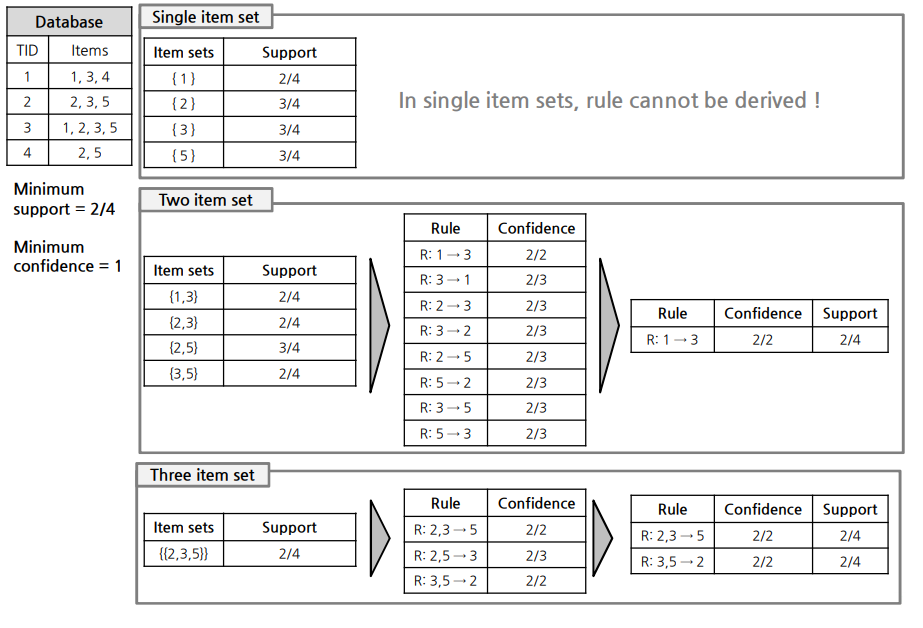 Database
TID Items
1 1, 3, 4
2 2, 3, 5
3 1, 2, 3, 5
4 2, 5
Minimum
support = 2/4
Minimum
confidence = 1
Single item set
Item sets Support
{ 1 } 2/4
{ 2 } 3/4
{ 3 } 3/4
{ 5 } 3/4
In single item sets, rule cannot be derived !
Two item set
Item sets Support
{1,3} 2/4
{2,3} 2/4
{2,5} 3/4
{3,5} 2/4
Rule Confidence
R: 1 → 3 2/2
R: 3 → 1 2/3
R: 2 → 3 2/3
R: 3 → 2 2/3
R: 2 → 5 2/3
R: 5 → 2 2/3
R: 3 → 5 2/3
R: 5 → 3 2/3
Rule Confidence Support
R: 1 → 3 2/2 2/4
Three item set
Item sets Support
{{2,3,5}} 2/4
Rule Confidence
R: 2,3 → 5 2/2
R: 2,5 → 3 2/3
R: 3,5 → 2 2/2
Rule Confidence Support
R: 2,3 → 5 2/2 2/4
R: 3,5 → 2 2/2 2/4